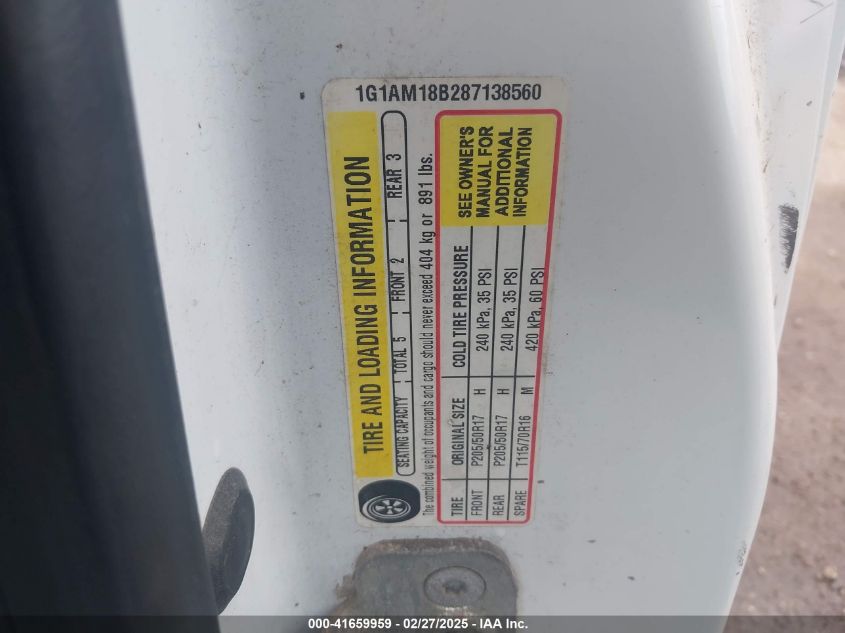 1G1AM18B287138560
TIRE AND LOADING INFORMATION
SEATING CAPACITY TOTAL 5 FRONT 2 REAR 3
The combined weight of occupants and cargo should never exceed 404 kg or 891 lbs.
TIRE ORIGINAL SIZE COLD TIRE PRESSURE
FRONT P205/50R17 H 240 kPa, 35 PSI
REAR P205/50R17 H 240 kPa, 35 PSI
SPARE T115/70R16 M 420 kPa, 60 PSI
SEE OWNER'S
MANUAL FOR
ADDITIONAL
INFORMATION
000-41659959 - 02/27/2025 - IAAI.com